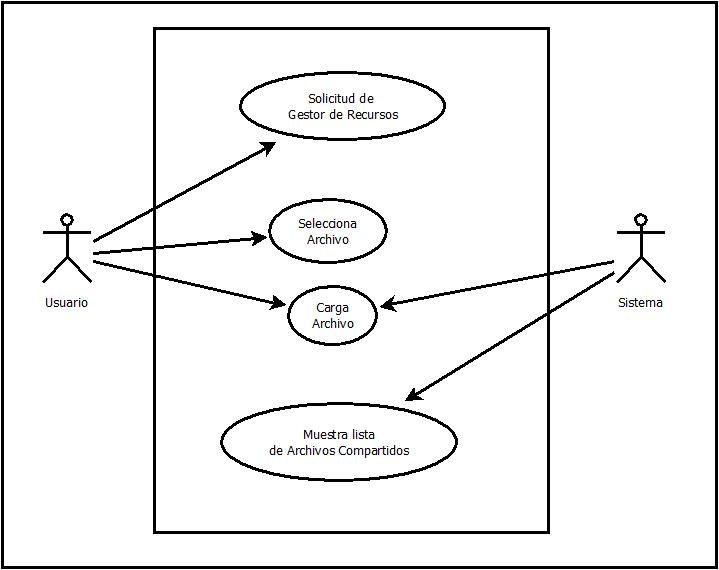 Solicitud de
Gestor de Recursos
Selecciona
Archivo
Usuario
Carga
Archivo
Sistema
Muestra lista
de Archivos Compartidos